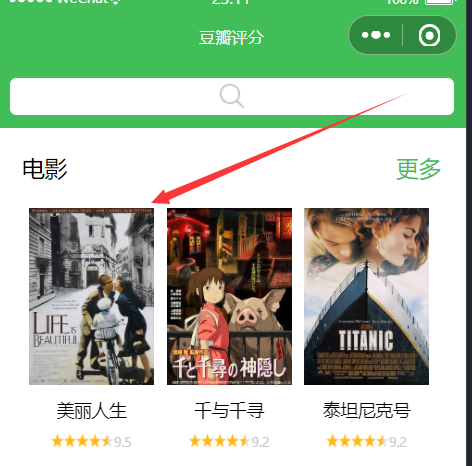 WeChat
23:11
100%
豆瓣评分
电影
更多
LIFE IS
BEAUTIFUL
千と千尋の神隠し
TITANIC
美丽人生
千与千寻
泰坦尼克号
9.5
9.2
9.2